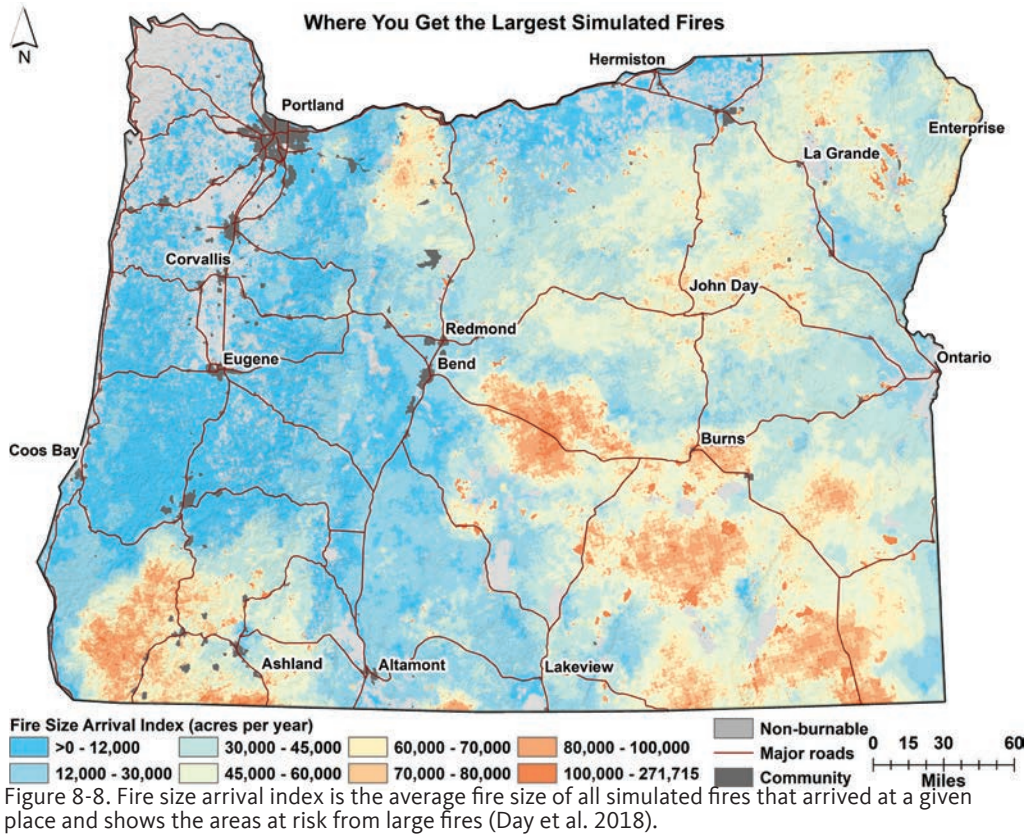 Where You Get the Largest Simulated Fires
N
Hermiston
Portland
Enterprise
La Grande
Corvallis
John Day
Redmond
Ontario
Eugene
Bend
Burns
Coos Bay
Ashland
Altamont
Lakeview
Fire Size Arrival Index (acres per year)
>0 - 12,000 30,000 - 45,000 60,000 - 70,000 80,000 - 100,000
12,000 - 30,000 45,000 - 60,000 70,000 - 80,000 100,000 - 271,715
Non-burnable
Major roads
Community
0 15 30 60
Miles
Figure 8-8. Fire size arrival index is the average fire size of all simulated fires that arrived at a given
place and shows the areas at risk from large fires (Day et al. 2018).